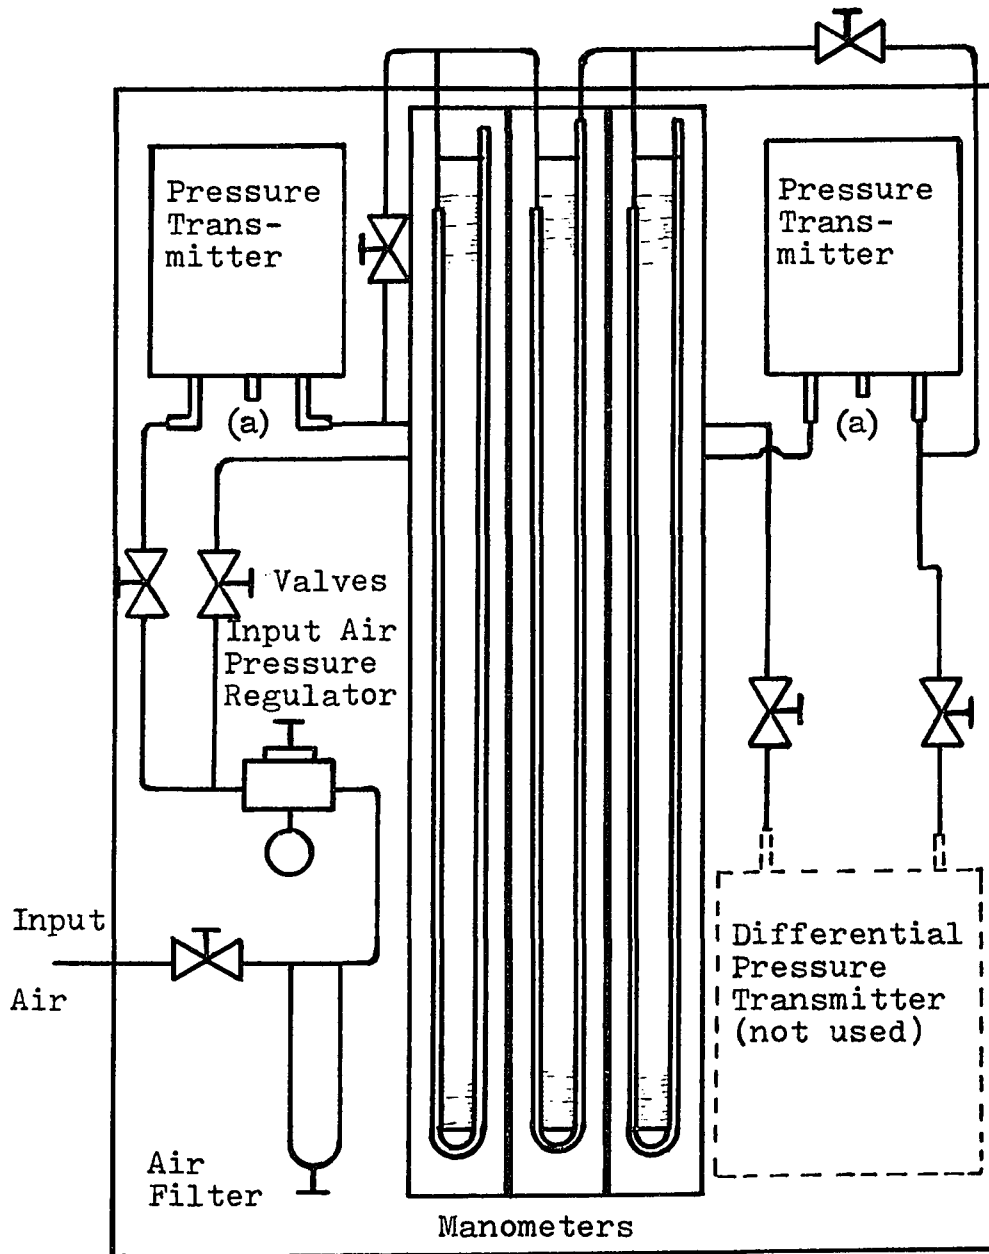 Pressure
Trans-
mitter
(a)
Pressure
Trans-
mitter
(a)
Valves
Input Air
Pressure
Regulator
Input
Air
Air
Filter
Differential
Pressure
Transmitter
(not used)
Manometers